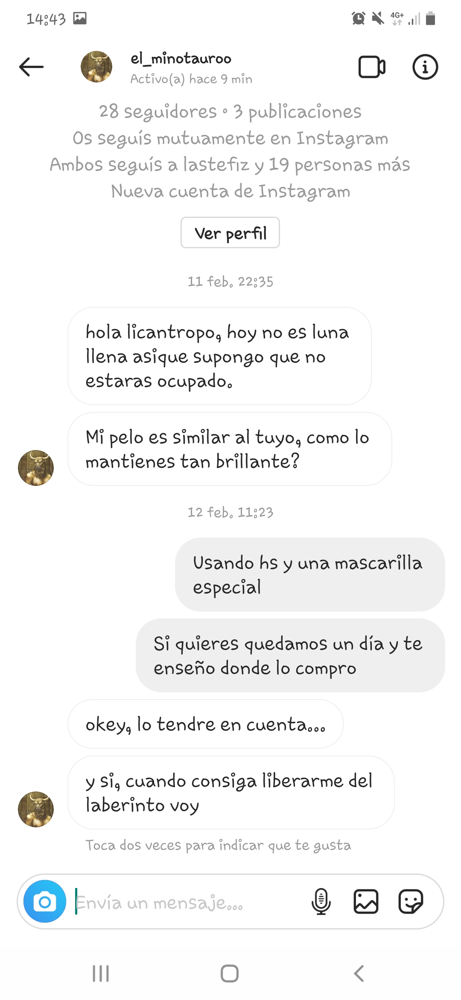 14:43
4G+
el_minotauroo
Activo(a) hace 9 min
28 seguidores • 3 publicaciones
Os seguís mutuamente en Instagram
Ambos seguís a lastefiz y 19 personas más
Nueva cuenta de Instagram
Ver perfil
11 feb. 22:35
hola licantropo, hoy no es luna
llena asique supongo que no
estaras ocupado.
Mi pelo es similar al tuyo, como lo
mantienes tan brillante?
12 feb. 11:23
Usando hs y una mascarilla
especial
Si quieres quedamos un día y te
enseño donde lo compro
okey, lo tendre en cuenta...
y si, cuando consiga liberarme del
laberinto voy
Toca dos veces para indicar que te gusta
Envía un mensaje...